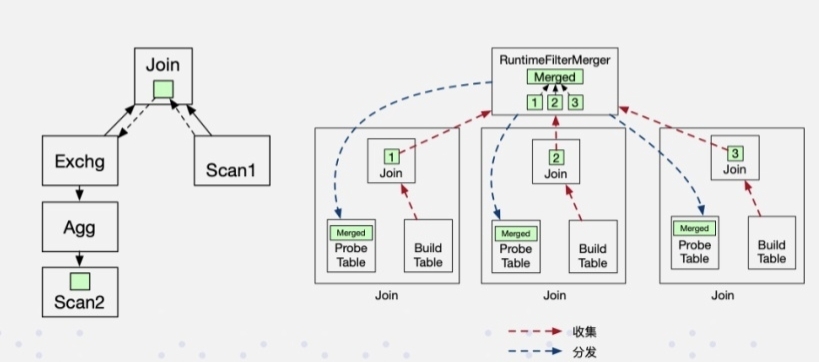 Join
Exchg
Scan1
Agg
Scan2
RuntimeFilterMerger
Merged
1 2 3
1
Join
Merged
Probe
Table
Build
Table
Join
2
Join
Merged
Probe
Table
Build
Table
Join
3
Join
Merged
Probe
Table
Build
Table
Join
收集
分发